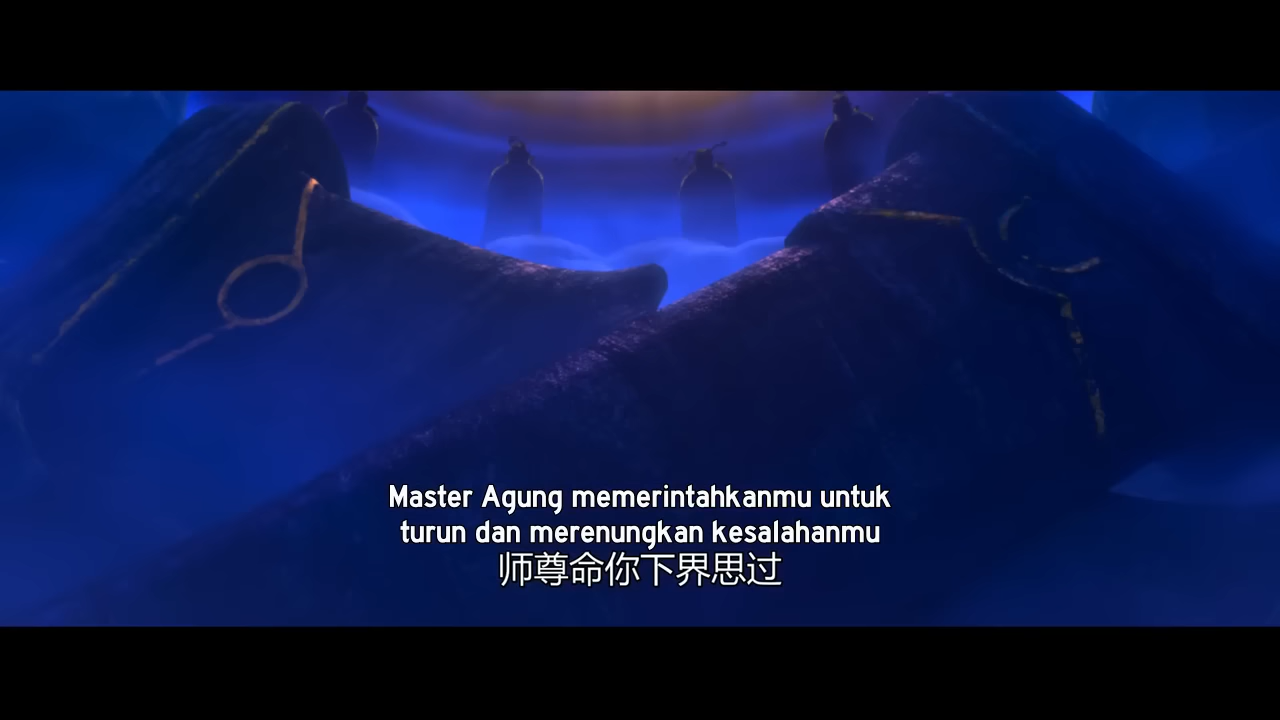 Master Agung memerintahkanmu untuk
turun dan merenungkan kesalahanmu
师尊命你下界思过